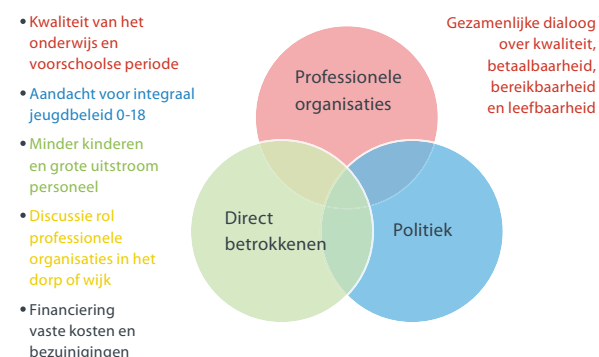 • Kwaliteit van het
onderwijs en
voorschoolse periode
• Aandacht voor integraal
jeugdbeleid 0-18
• Minder kinderen
en grote uitstroom
personeel
• Discussie rol
professionele
organisaties in het
dorp of wijk
• Financiering
vaste kosten en
bezuinigingen
Professionele
organisaties
Direct
betrokkenen
Politiek
Gezamenlijke dialoog
over kwaliteit,
betaalbaarheid,
bereikbaarheid
en leefbaarheid